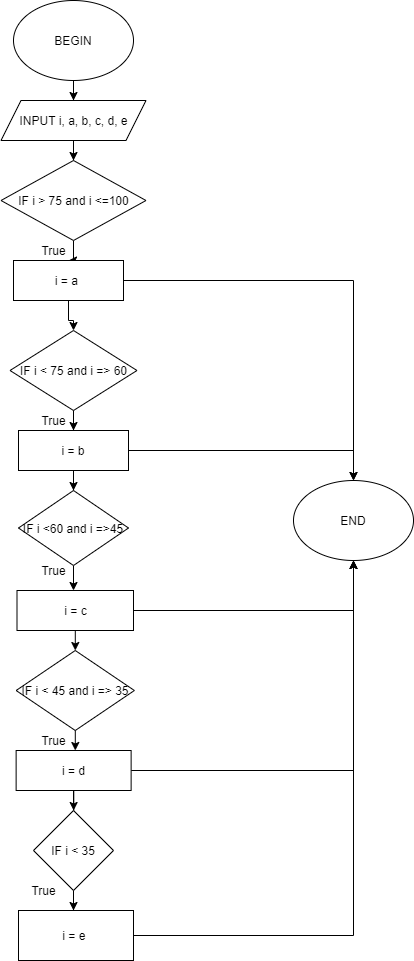 BEGIN
INPUT i, a, b, c, d, e
IF i > 75 and i <=100
True
i = a
IF i < 75 and i => 60
True
i = b
IF i <60 and i =>45
END
True
i = c
IF i < 45 and i => 35
True
i = d
IF i < 35
True
i = e